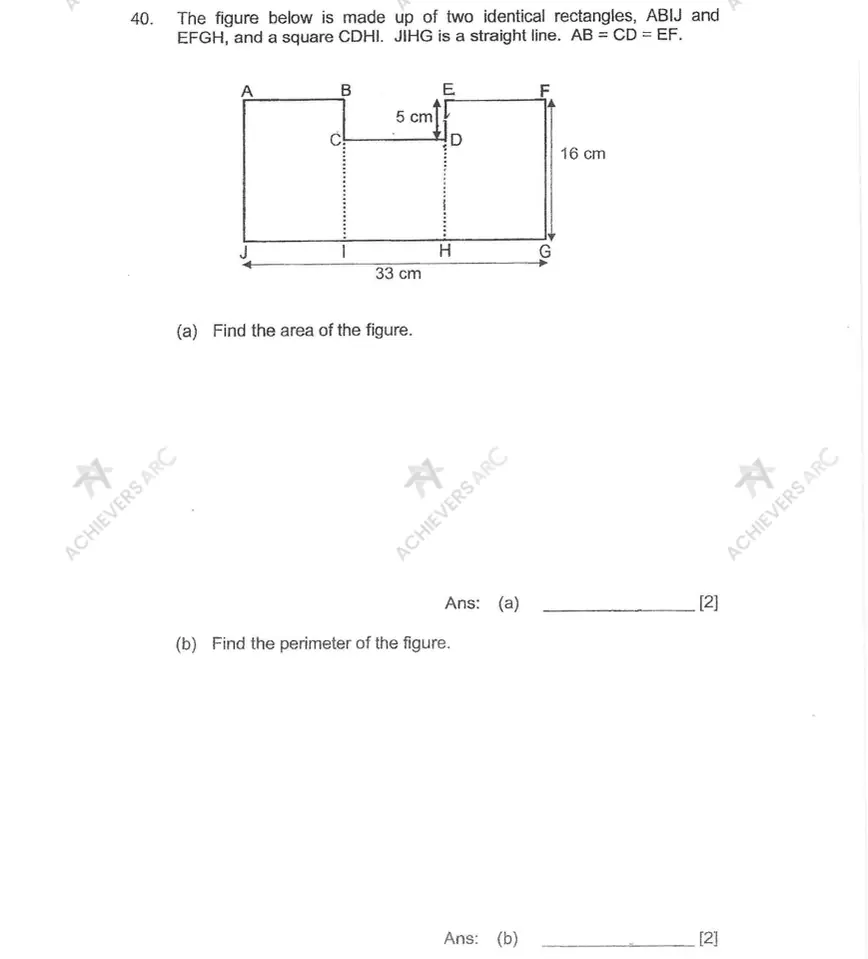 40. The figure below is made up of two identical rectangles, ABIJ and
EFGH, and a square CDHI. JIHG is a straight line. AB = CD = EF.
A B E F
5 cm
C D
16 cm
J I H G
33 cm
(a) Find the area of the figure.
ACHIEVERS ARC ACHIEVERS ARC ACHIEVERS ARC
Ans: (a) ______________ [2]
(b) Find the perimeter of the figure.
Ans: (b) ______________ [2]